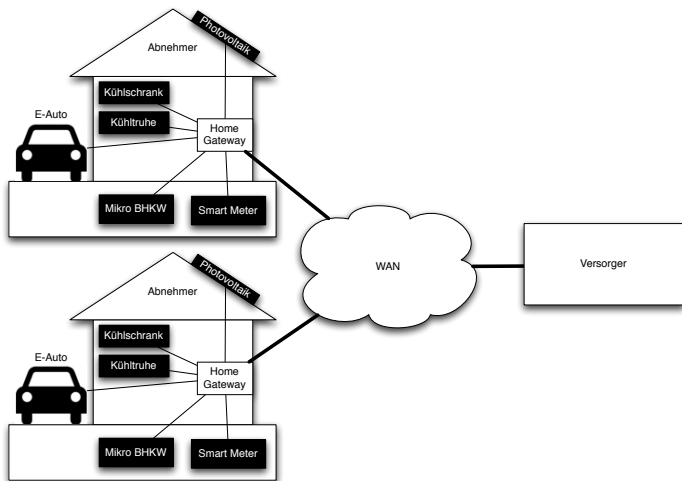 Photovoltaik
Abnehmer
Kühlschrank
E-Auto
Kühltruhe
Home
Gateway
Mikro BHKW
Smart Meter
WAN
Versorger
Photovoltaik
Abnehmer
Kühlschrank
E-Auto
Kühltruhe
Home
Gateway
Mikro BHKW
Smart Meter